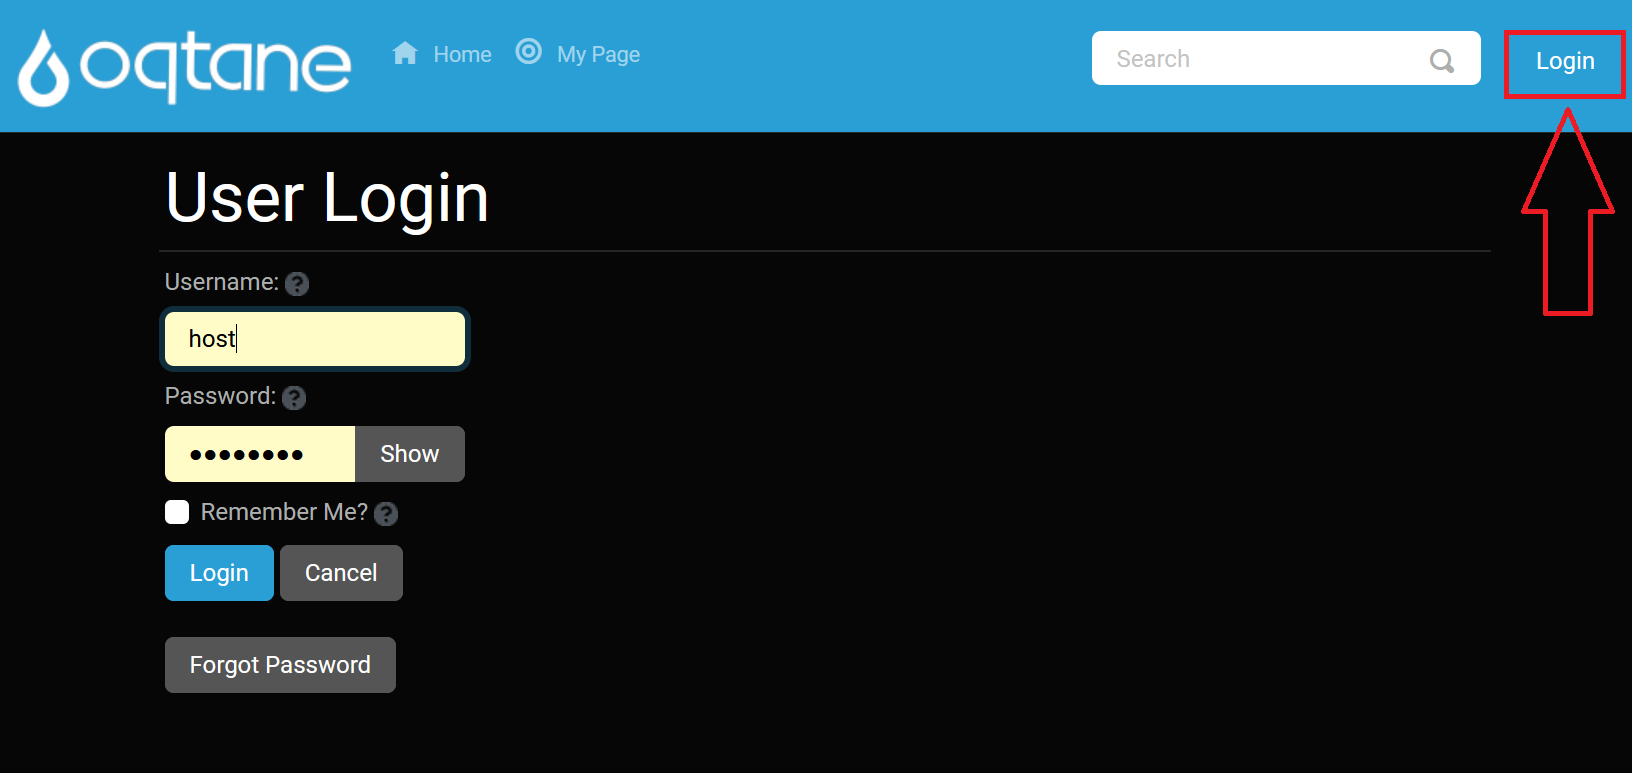 oqtane Home My Page Search Login
User Login
Username: ?
host
Password: ?
•••••••• Show
Remember Me? ?
Login Cancel
Forgot Password